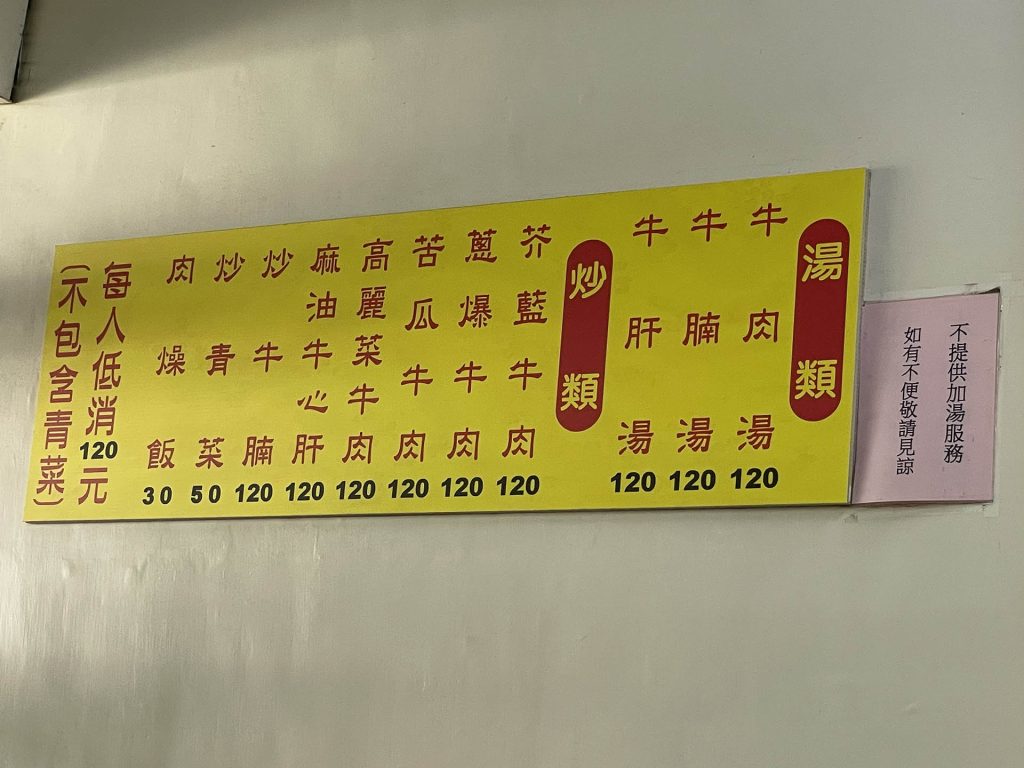 湯類
牛肉湯 120
牛腩湯 120
牛肝湯 120
炒類
芥藍牛肉 120
蔥爆牛肉 120
苦瓜牛肉 120
高麗菜牛肉 120
麻油牛心肝 120
炒牛腩 120
炒青菜 50
肉燥飯 30
每人低消120元
(不包含青菜)
不提供加湯服務
如有不便敬請見諒